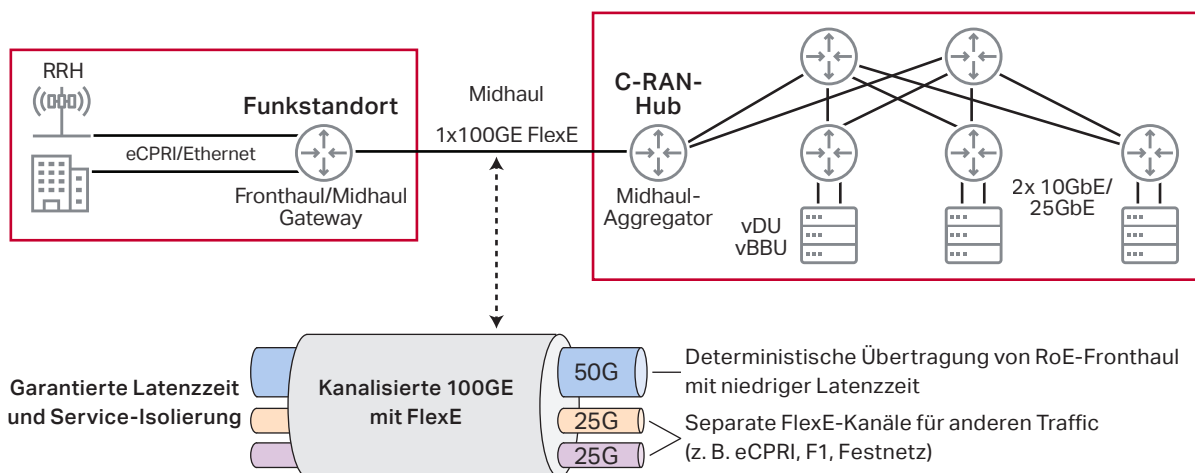 RRH
Funkstandort
eCPRI/Ethernet
Fronthaul/Midhaul
Gateway
Midhaul
1x100GE FlexE
C-RAN-
Hub
Midhaul-
Aggregator
vDU
vBBU
2x 10GbE/
25GbE
Garantierte Latenzzeit
und Service-Isolierung
Kanalisierte 100GE
mit FlexE
50G
25G
25G
Deterministische Übertragung von RoE-Fronthaul
mit niedriger Latenzzeit
Separate FlexE-Kanäle für anderen Traffic
(z. B. eCPRI, F1, Festnetz)